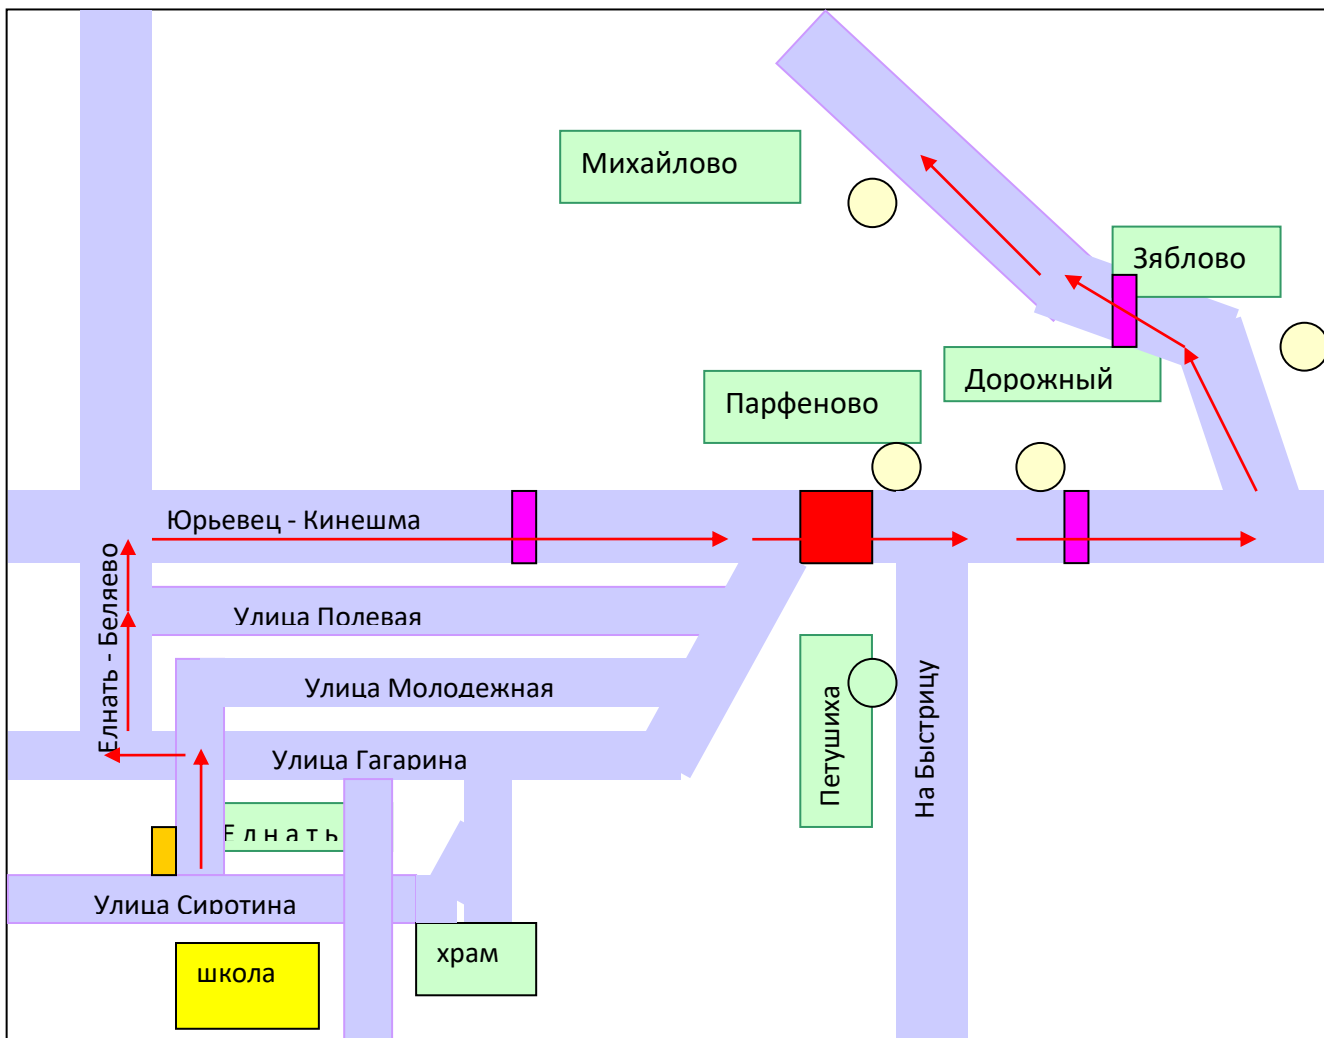 Михайлово
Зяблово
Дорожный
Парфеново
Юрьевец - Кинешма
Елнать - Беляево
Улица Полевая
Улица Молодежная
Улица Гагарина
Петушиха
На Быстрицу
Е л н а т ь
Улица Сиротина
храм
школа